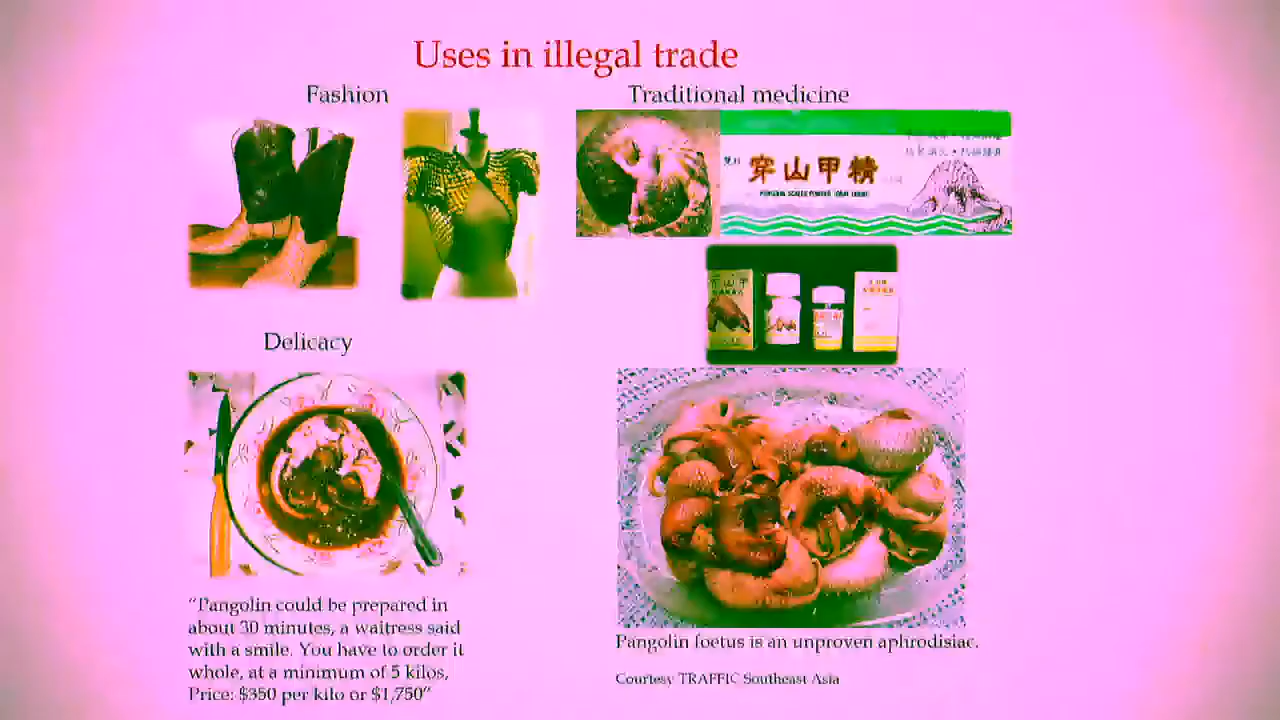 Uses in illegal trade
Fashion
Traditional medicine
穿山甲精
Delicacy
"Pangolin could be prepared in
about 30 minutes, a waitress said
with a smile. You have to order it
whole, at a minimum of 5 kilos,
Price: $350 per kilo or $1,750"
Pangolin foetus is an unproven aphrodisiac.
Courtesy TRAFFIC Southeast Asia